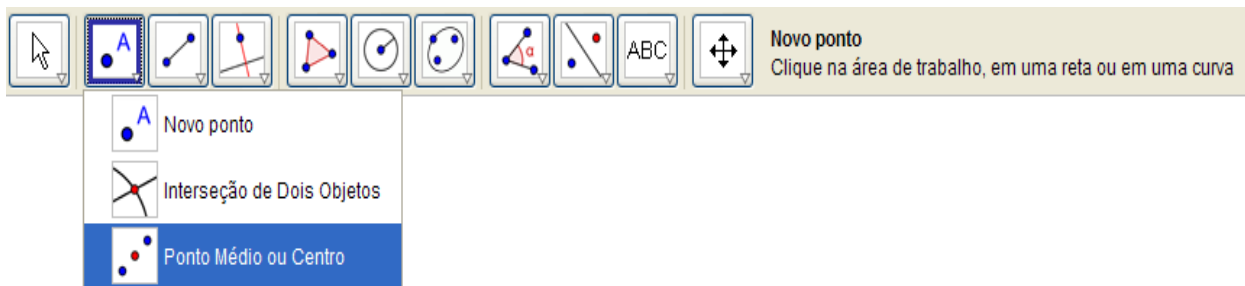 A
α
ABC
Novo ponto
Clique na área de trabalho, em uma reta ou em uma curva
A
Novo ponto
Interseção de Dois Objetos
Ponto Médio ou Centro